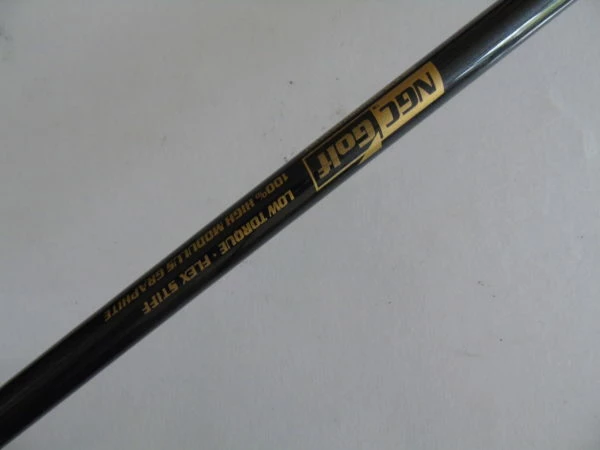 NGC Golf
LOW TORQUE · FLEX STIFF
100% HIGH MODULUS GRAPHITE